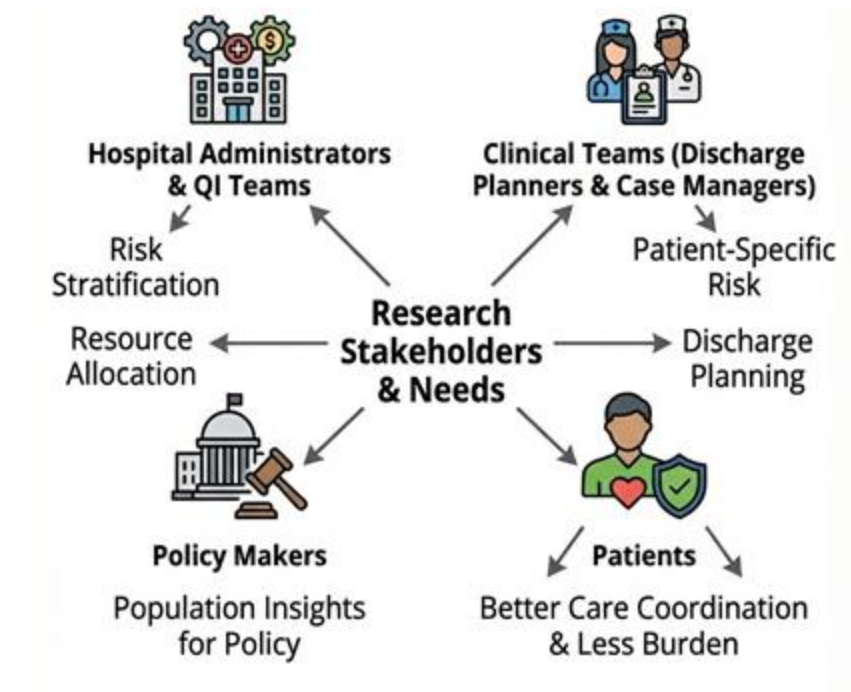 Hospital Administrators
& QI Teams
Clinical Teams (Discharge
Planners & Case Managers)
Risk
Stratification
Patient-Specific
Risk
Research
Stakeholders
& Needs
Resource
Allocation
Discharge
Planning
Policy Makers
Population Insights
for Policy
Patients
Better Care Coordination
& Less Burden